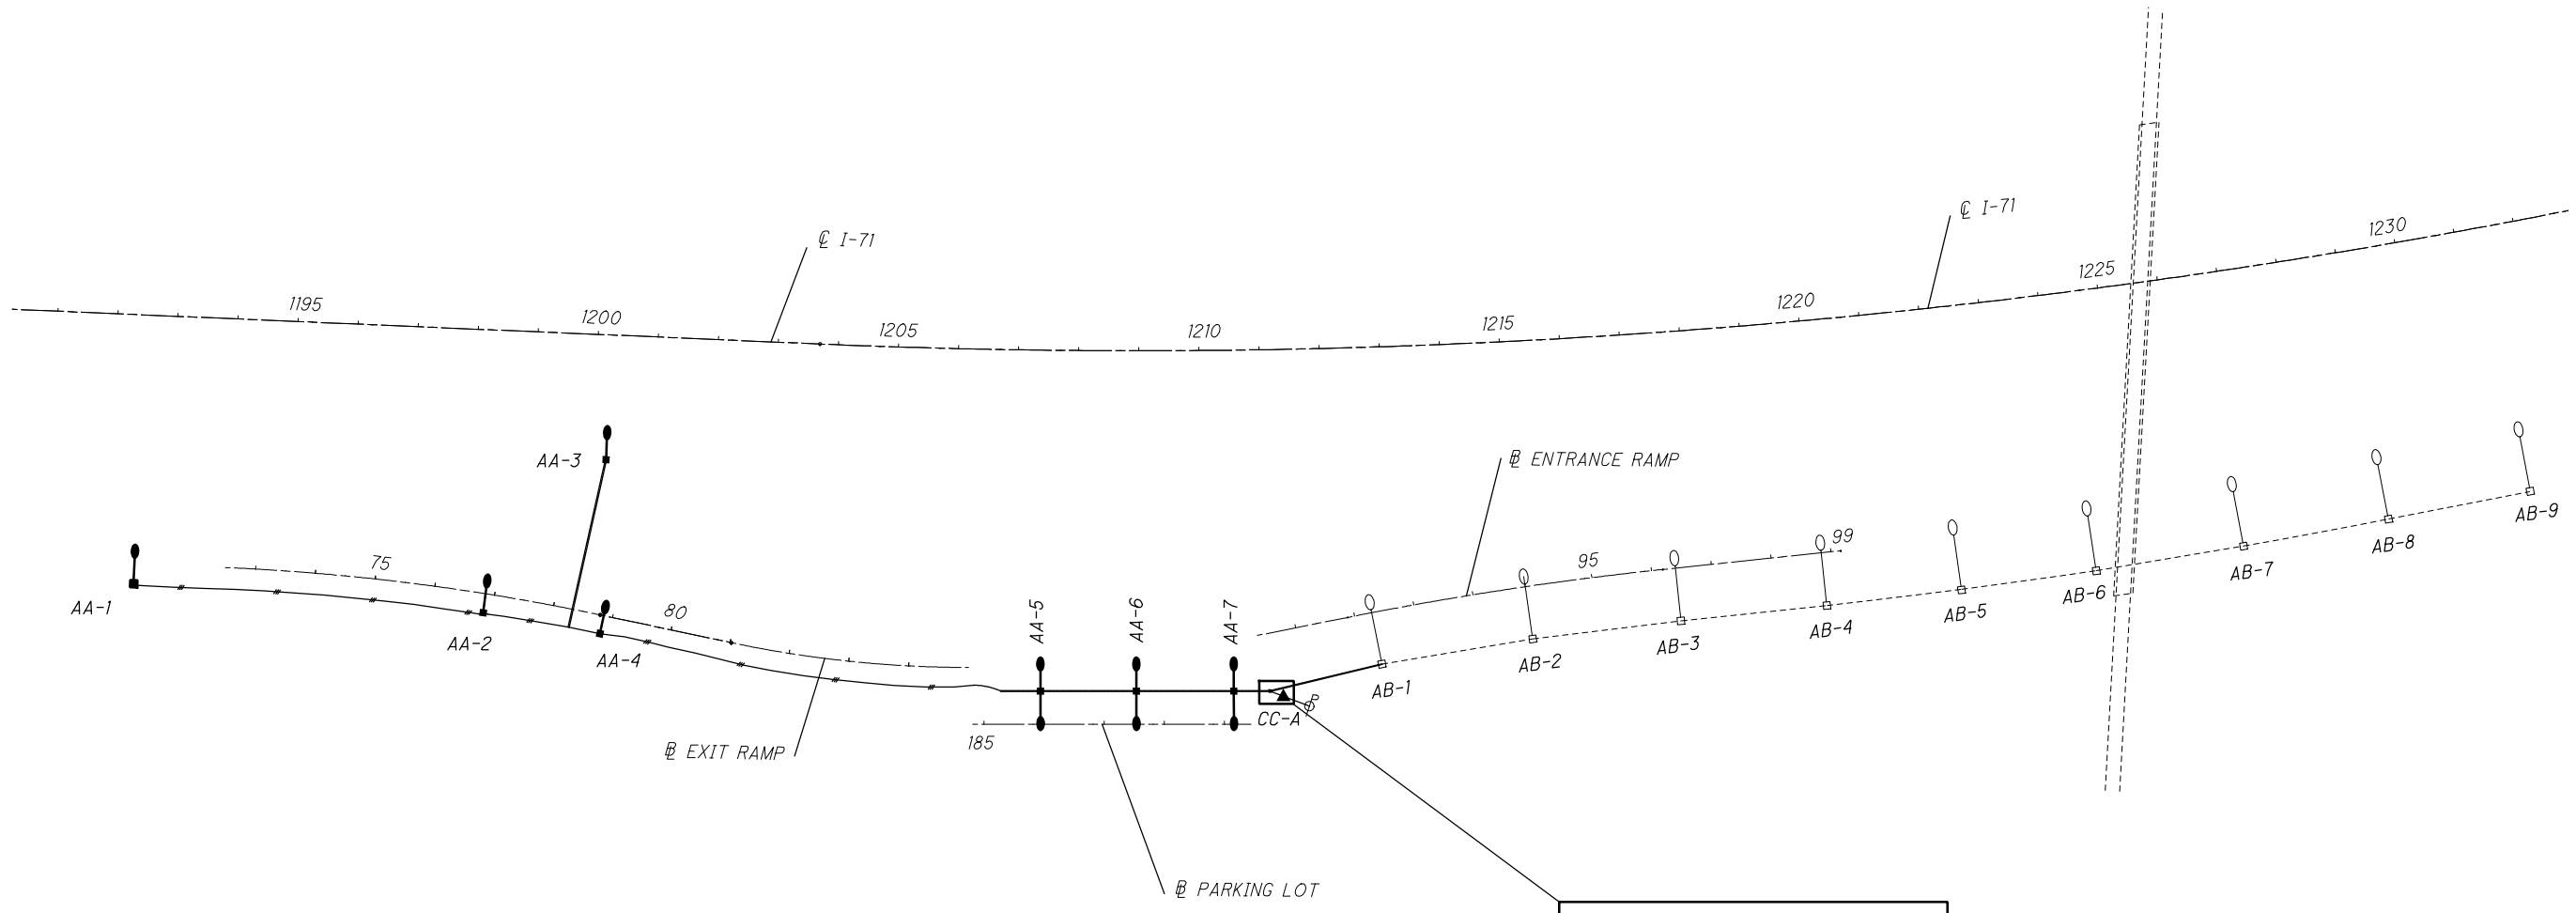 ℄ I-71
℄ I-71
1195
1200
1205
1210
1215
1220
1225
1230
AA-3
℄ ENTRANCE RAMP
AA-1
75
AA-2
80
AA-4
AA-5
AA-6
AA-7
95
99
AB-1
AB-2
AB-3
AB-4
AB-5
AB-6
AB-7
AB-8
AB-9
CC-A
185
EXIT RAMP
PARKING LOT